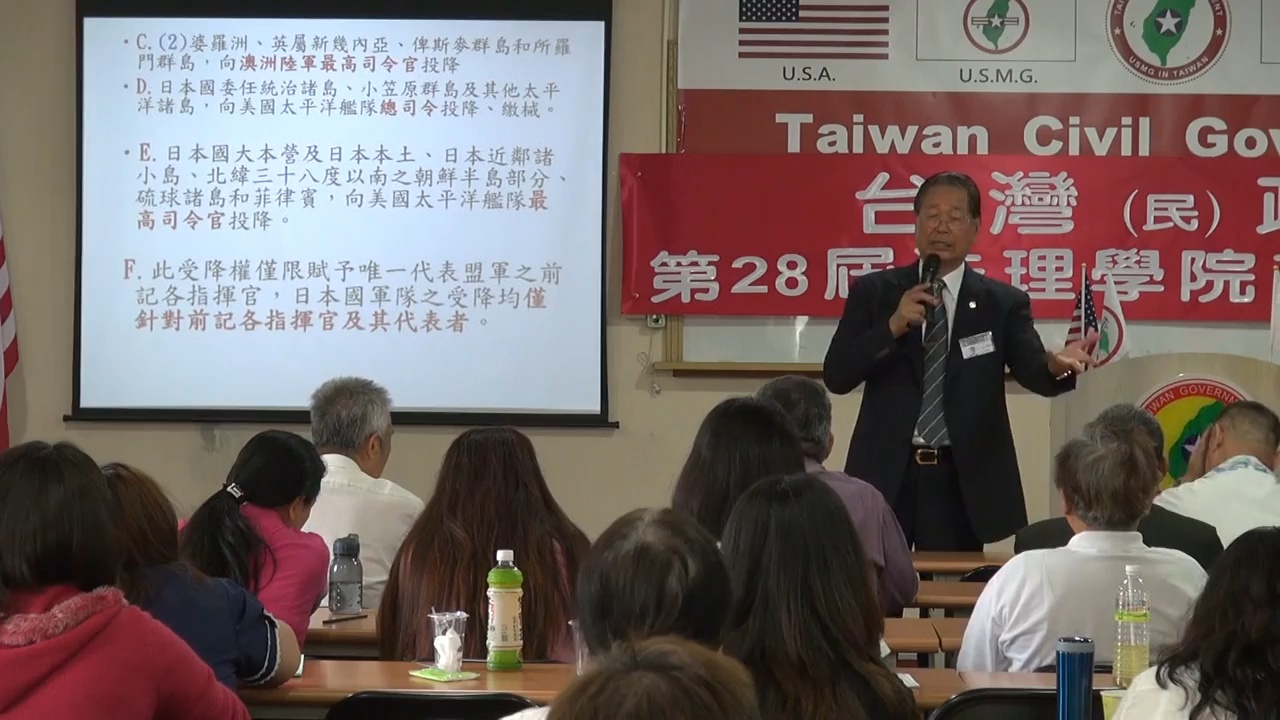 • C.(2)婆羅洲、英屬新幾內亞、俾斯麥群島和所羅
門群島，向澳洲陸軍最高司令官投降
• D.日本國委任統治諸島、小笠原群島及其他太平
洋諸島，向美國太平洋艦隊總司令投降、繳械。
• E.日本國大本營及日本本土、日本近鄰諸
小島、北緯三十八度以南之朝鮮半島部分、
硫球諸島和菲律賓，向美國太平洋艦隊最
高司令官投降。
F.此受降權僅限賦予唯一代表盟軍之前
記各指揮官，日本國軍隊之受降均僅
針對前記各指揮官及其代表者。
U.S.A.
U.S.M.G.
USMG IN TAIWAN
Taiwan Civil Gov
台灣（民）政
第28屆 理學院
TAIWAN GOVERNMENT